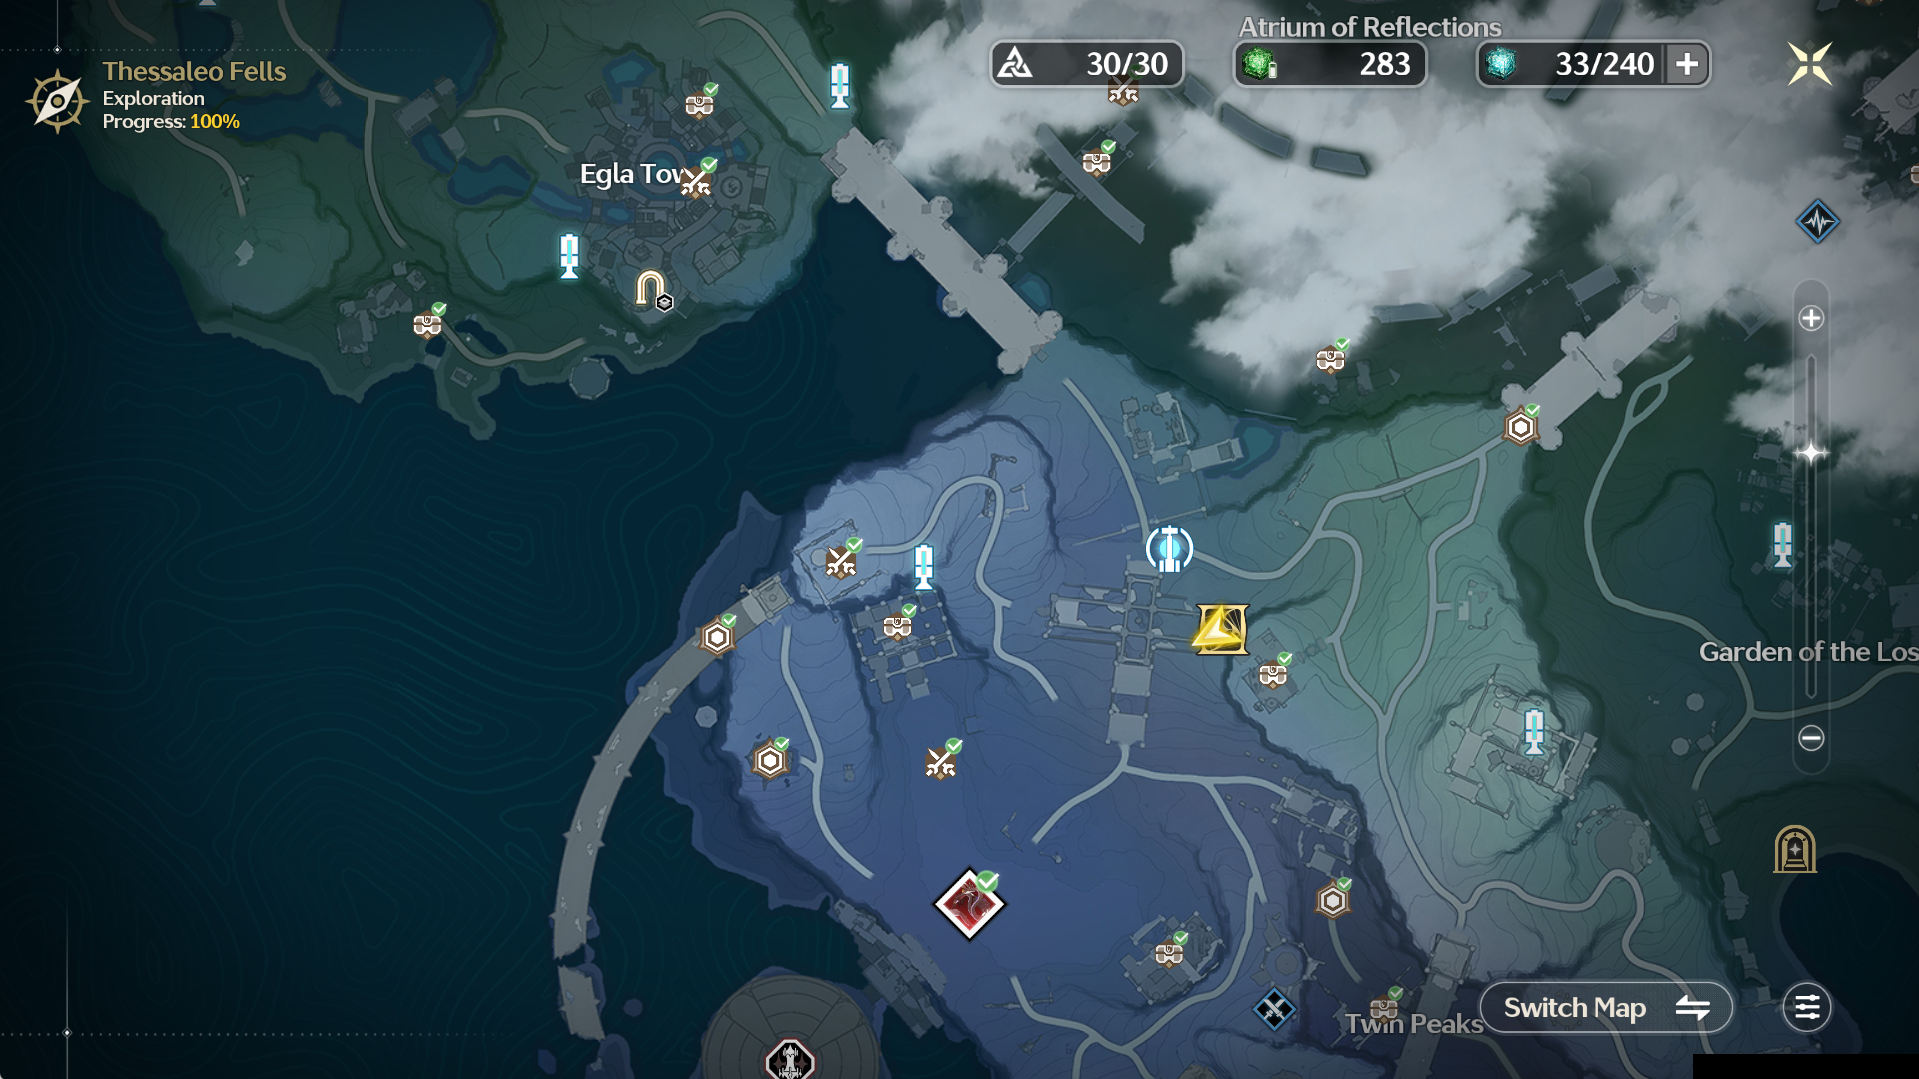 Thessaleo Fells
Exploration
Progress: 100%
Atrium of Reflections
30/30
283
33/240
Egla Tow
Garden of the Los
Twin Peaks
Switch Map